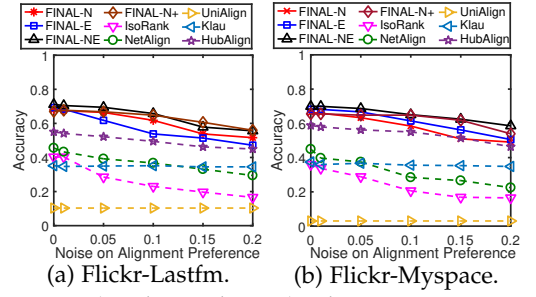 FINAL-N FINAL-N+ UniAlign
FINAL-E IsoRank Klau
FINAL-NE NetAlign HubAlign
1
0.8
0.6
0.4
0.2
0
Accuracy
0 0.05 0.1 0.15 0.2
Noise on Alignment Preference
(a) Flickr-Lastfm.
FINAL-N FINAL-N+ UniAlign
FINAL-E IsoRank Klau
FINAL-NE NetAlign HubAlign
1
0.8
0.6
0.4
0.2
0
Accuracy
0 0.05 0.1 0.15 0.2
Noise on Alignment Preference
(b) Flickr-Myspace.